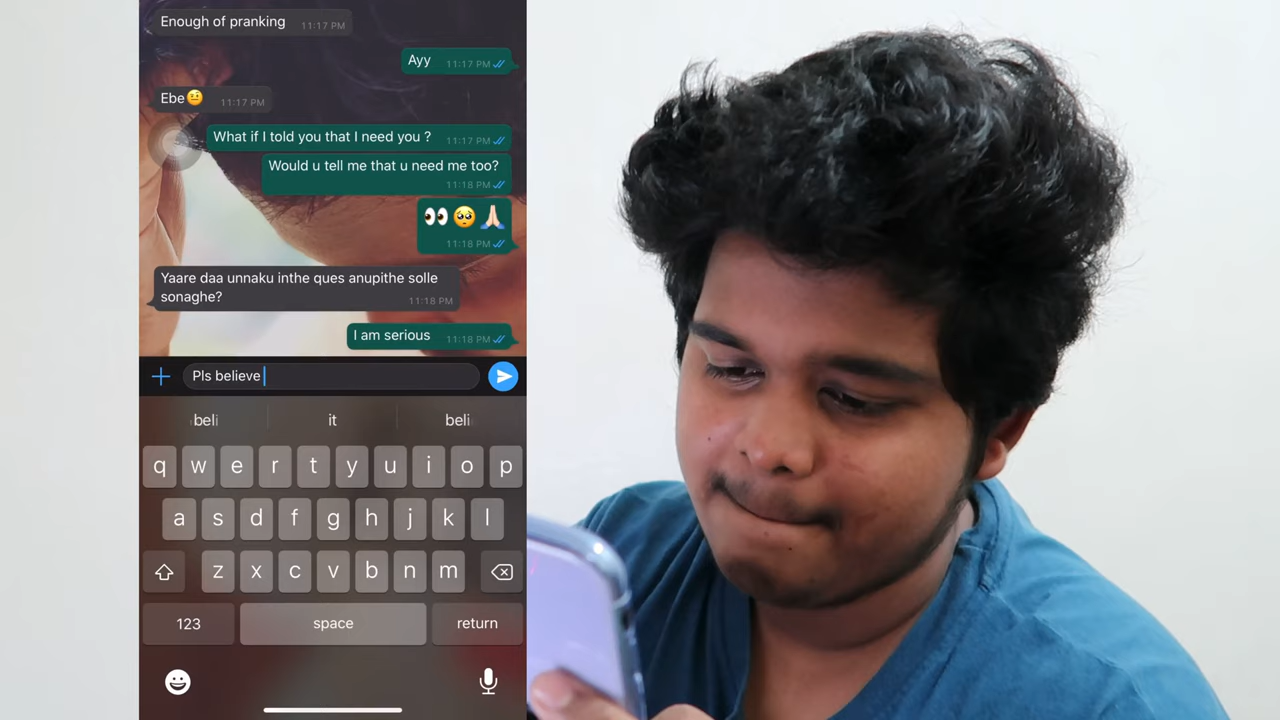 Enough of pranking 11:17 PM
Ayy 11:17 PM
Ebe🤨 11:17 PM
What if I told you that I need you ? 11:17 PM
Would u tell me that u need me too?
11:18 PM
👀🥺🙏🏻
11:18 PM
Yaare daa unnaku inthe ques anupithe solle
sonaghe? 11:18 PM
I am serious 11:18 PM
Pls believe
beli it beli
q w e r t y u i o p
a s d f g h j k l
z x c v b n m
123 space return